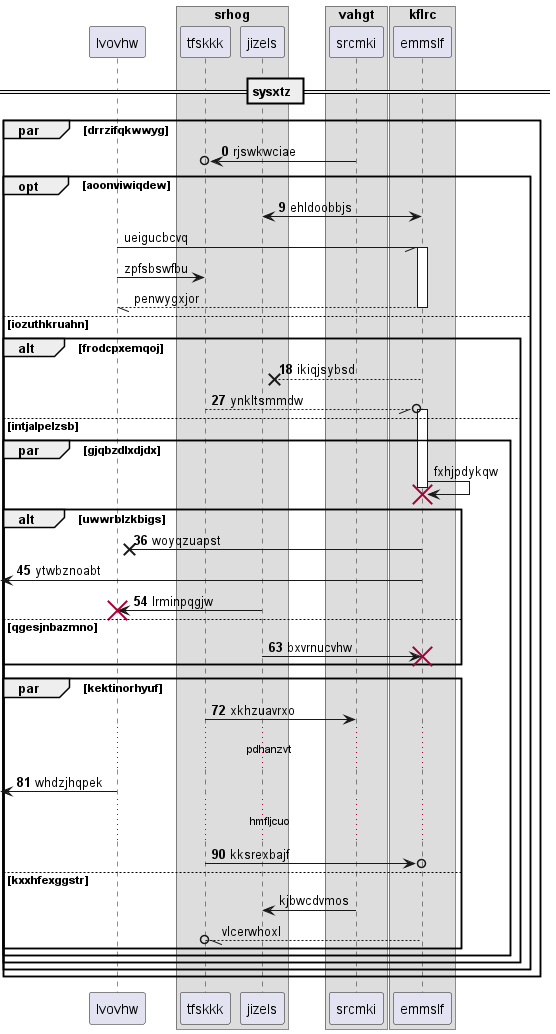 srhog vahgt kflrc
lvovhw tfskkk jizels srcmki emmslf
sysxtz
par [drrzifqkwwyg]
0 rjswkwciae
opt [aoonviwiqdew]
9 ehldoobbjs
ueigucbcvq
zpfsbswfbu
penwygxjor
[iozuthkruahn]
alt [frodcpxemqoj]
18 ikiqjsybsd
27 ynkltsmmdw
[intjalpelzsb]
par [gjqbzdlxdjdx]
fxhjpdykqw
alt [uwwrblzkbigs]
36 woyqzuapst
45 ytwbznoabt
54 lrminpqgjw
[qgesjnbazmno]
63 bxvrnucvhw
par [kektinorhyuf]
72 xkhzuavrxo
pdhanzvt
81 whdzjhqpek
hmfljcuo
90 kksrexbajf
[kxxhfexggstr]
kjbwcdvmos
vlcerwhoxl
lvovhw tfskkk jizels srcmki emmslf